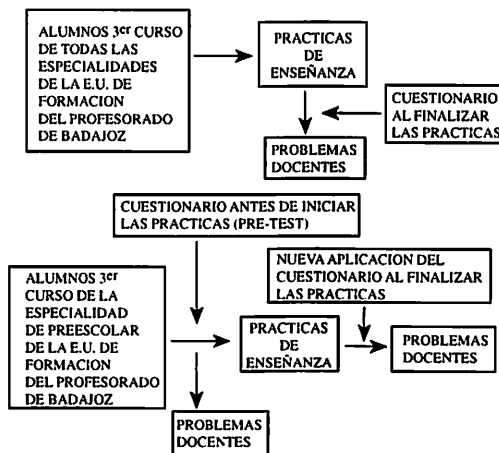 ALUMNOS 3er CURSO
DE TODAS LAS
ESPECIALIDADES
DE LA E.U. DE
FORMACION
DEL PROFESORADO
DE BADAJOZ
PRACTICAS
DE
ENSEÑANZA
CUESTIONARIO
AL FINALIZAR
LAS PRACTICAS
PROBLEMAS
DOCENTES
CUESTIONARIO ANTES DE INICIAR
LAS PRACTICAS (PRE-TEST)
NUEVA APLICACION DEL
CUESTIONARIO AL FINALIZAR
LAS PRACTICAS
ALUMNOS 3er
CURSO DE LA
ESPECIALIDAD
DE PREESCOLAR
DE LA E.U. DE
FORMACION
DEL PROFESORADO
DE BADAJOZ
PRACTICAS
DE
ENSEÑANZA
PROBLEMAS
DOCENTES
PROBLEMAS
DOCENTES